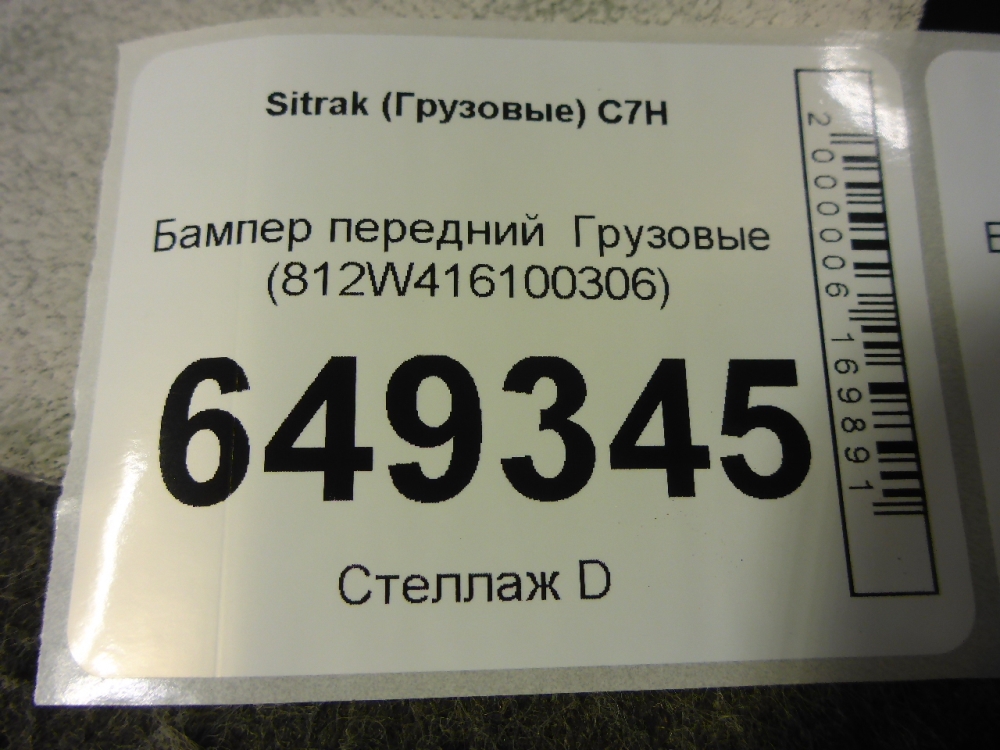 Sitrak (Грузовые) C7H
Бампер передний Грузовые
(812W416100306)
649345
Стеллаж D
2000006169891